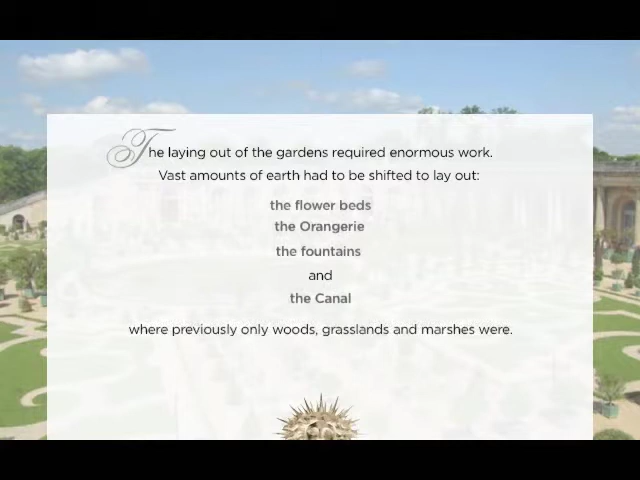 The laying out of the gardens required enormous work.
Vast amounts of earth had to be shifted to lay out:
the flower beds
the Orangerie
the fountains
and
the Canal
where previously only woods, grasslands and marshes were.